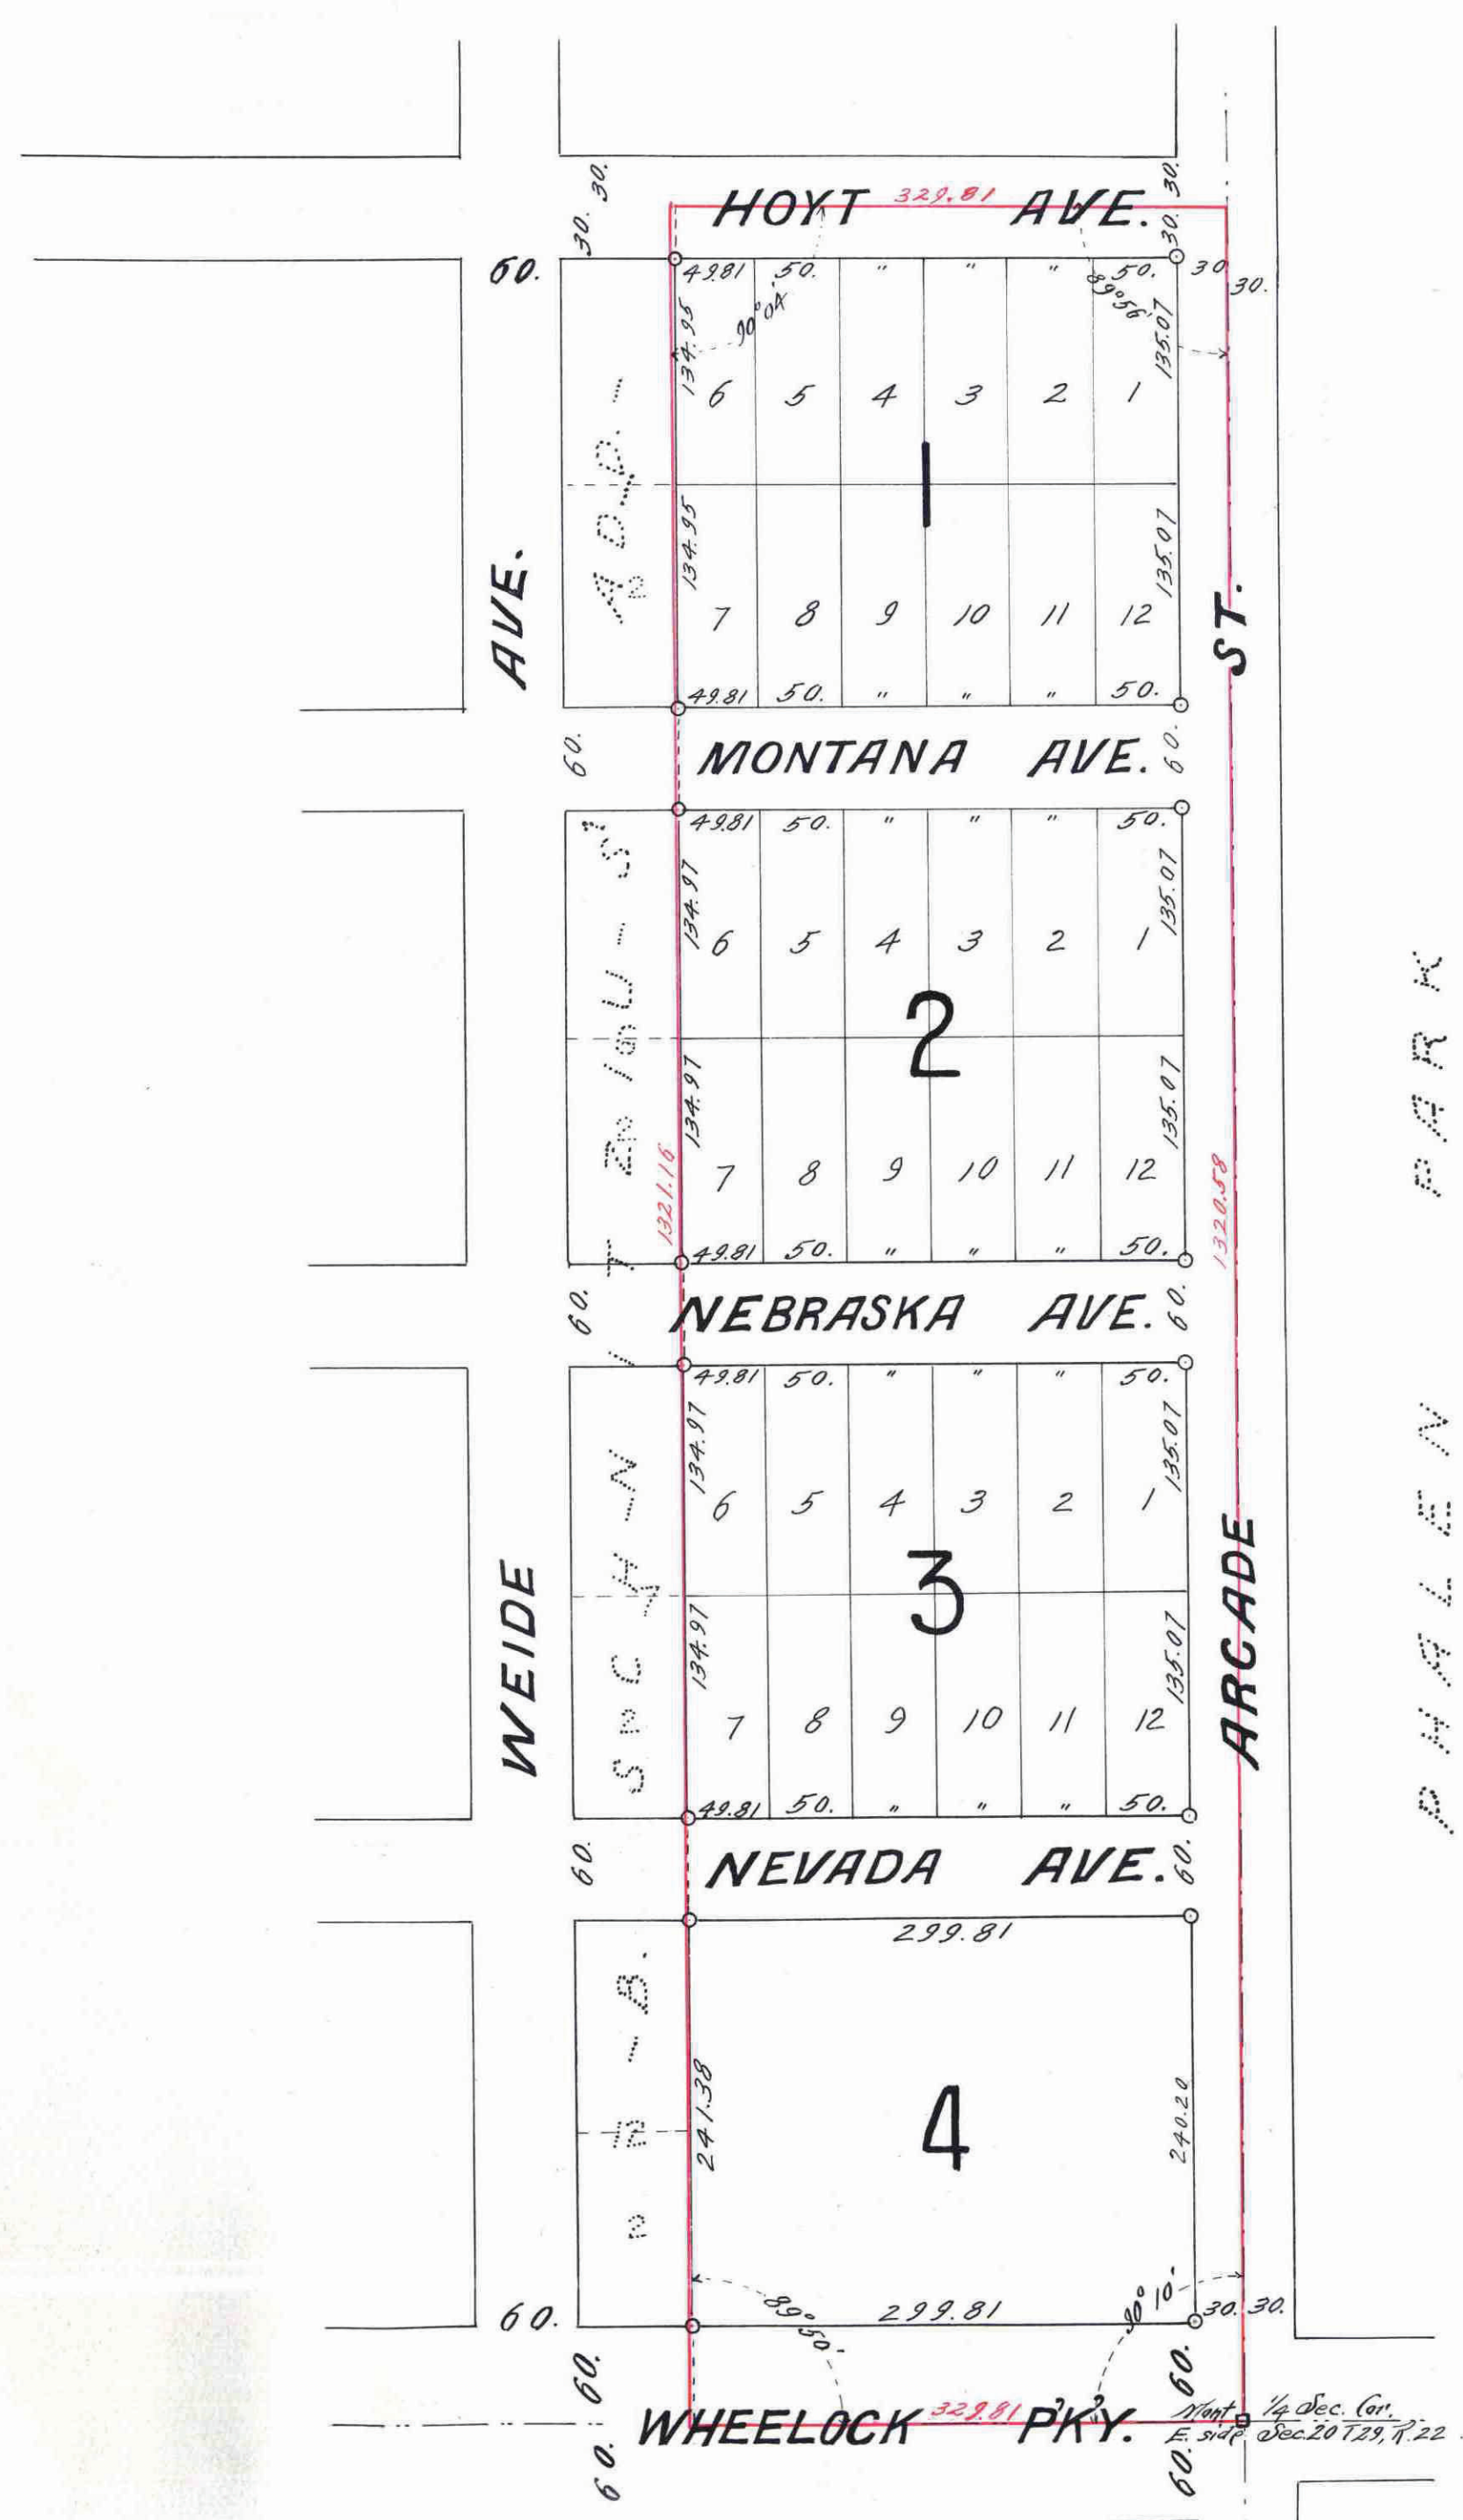 30. 30.
HOYT 329.81 AVE.
30. 30.
60.
49.81 50. " " " 50.
30 30.
90°04' 89°56'
134.95 135.07
6 5 4 3 2 1
1
134.95 135.07
7 8 9 10 11 12
49.81 50. " " " 50.
60. MONTANA AVE. 60.
49.81 50. " " " 50.
134.97 135.07
6 5 4 3 2 1
2
134.97 135.07
7 8 9 10 11 12
49.81 50. " " " 50.
1321.16 1320.58
60. NEBRASKA AVE. 60.
49.81 50. " " " 50.
134.97 135.07
6 5 4 3 2 1
3
134.97 135.07
7 8 9 10 11 12
49.81 50. " " " 50.
60. NEVADA AVE. 60.
299.81
241.38 4 240.20
89°50' 90°10'
60. 299.81 30. 30.
60. 60.
WHEELOCK 329.81 P'K'Y.
60. 60.
Mont. 1/4 Sec. Cor.
E. side Sec. 20 T29, R.22
WEIDE AVE.
ARCADE ST.
PHALEN PARK
ADD.